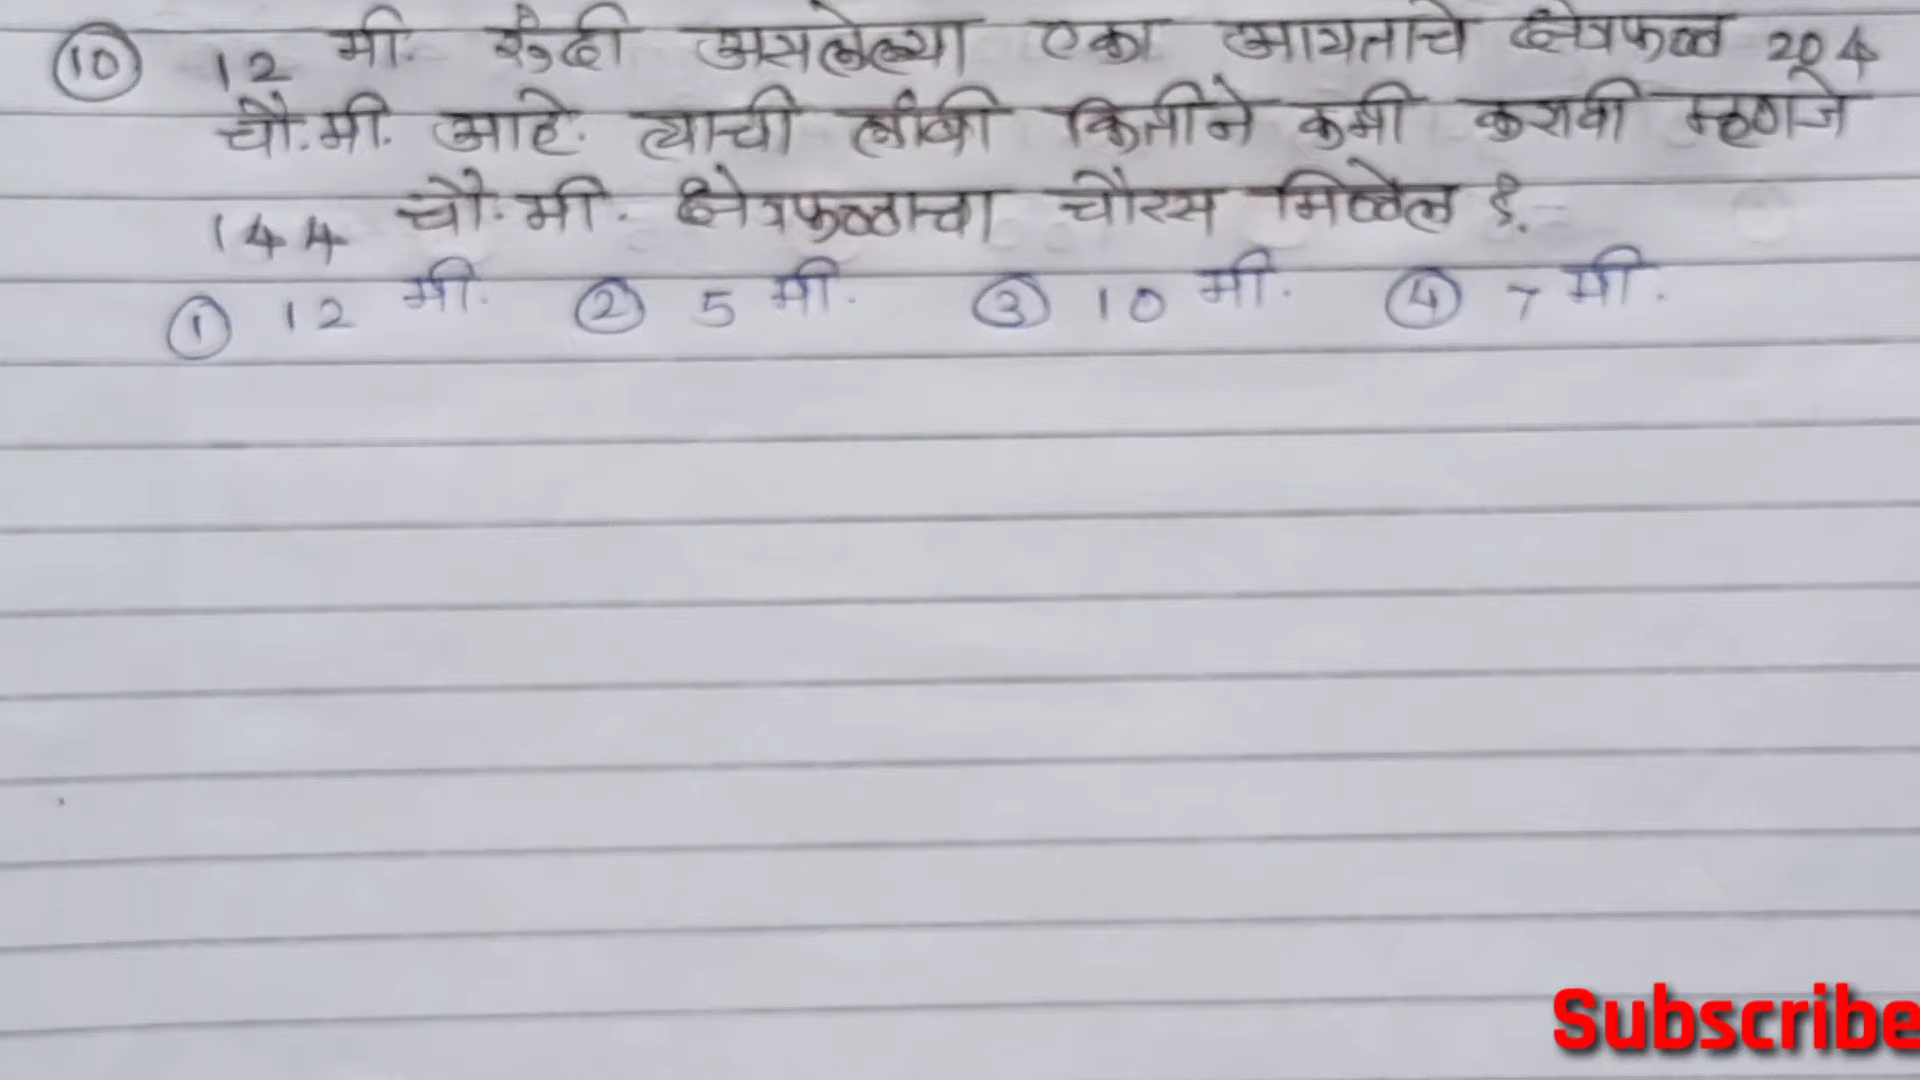 10 12 मी. रुंदी असलेल्या एका आयताचे क्षेत्रफळ 204
चौ.मी. आहे. त्याची लांबी कितीने कमी करावी म्हणजे
144 चौ.मी. क्षेत्रफळाचा चौरस मिळेल ?
1 12 मी. 2 5 मी. 3 10 मी. 4 7 मी.
Subscribe